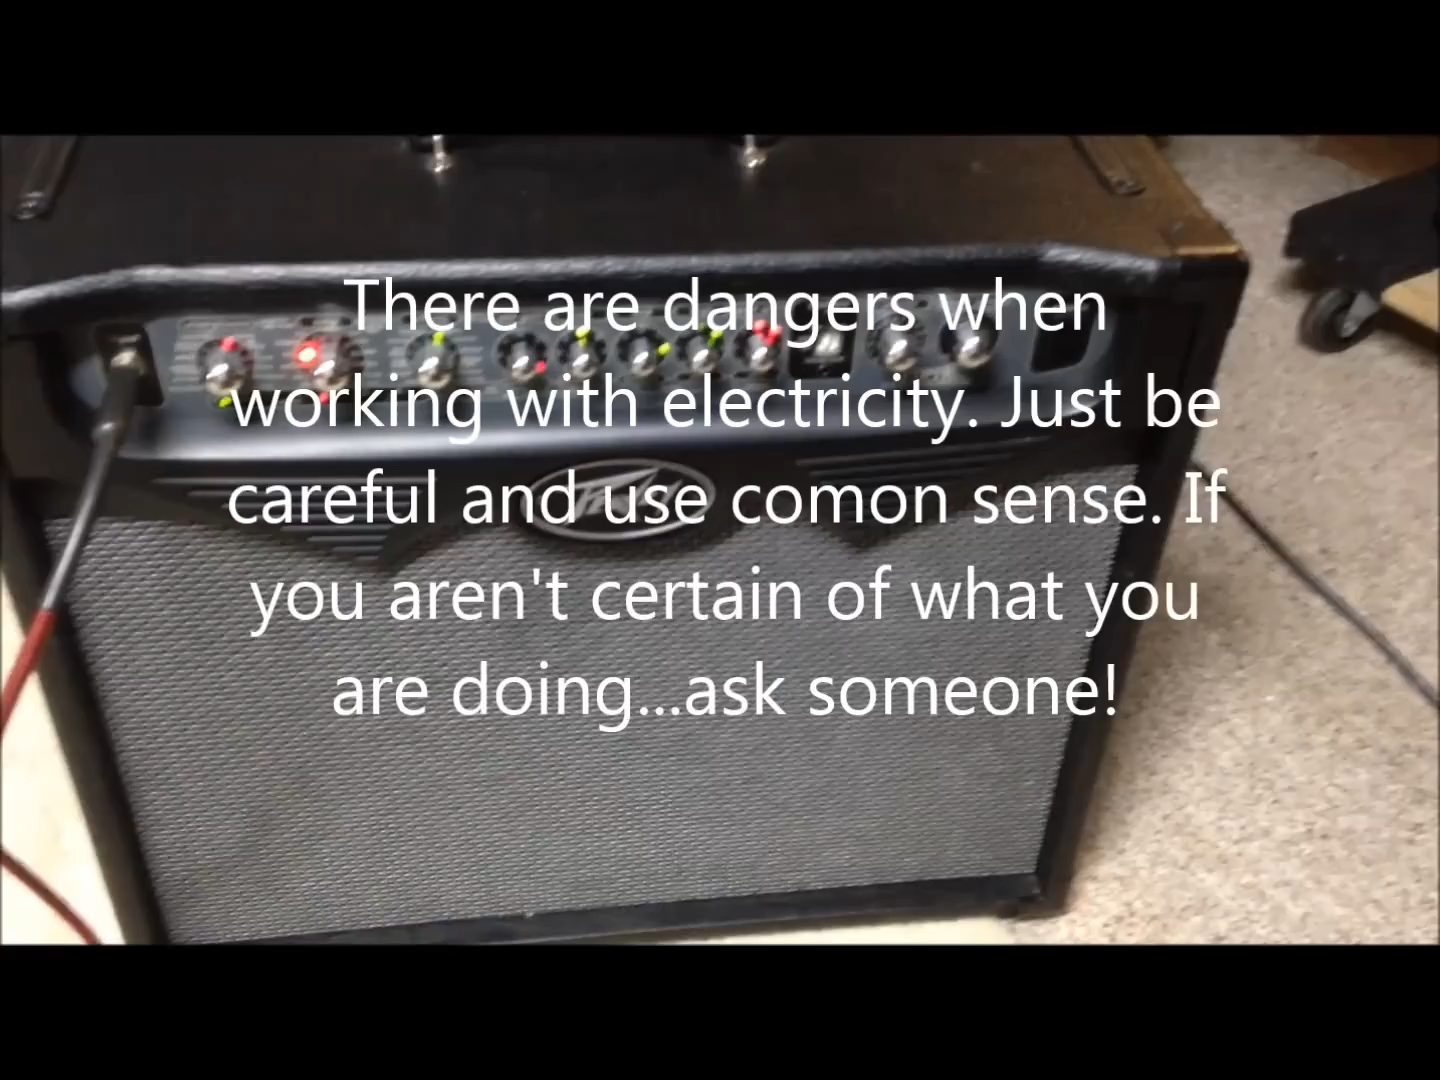 There are dangers when
working with electricity. Just be
careful and use comon sense. If
you aren't certain of what you
are doing...ask someone!
PEAVEY